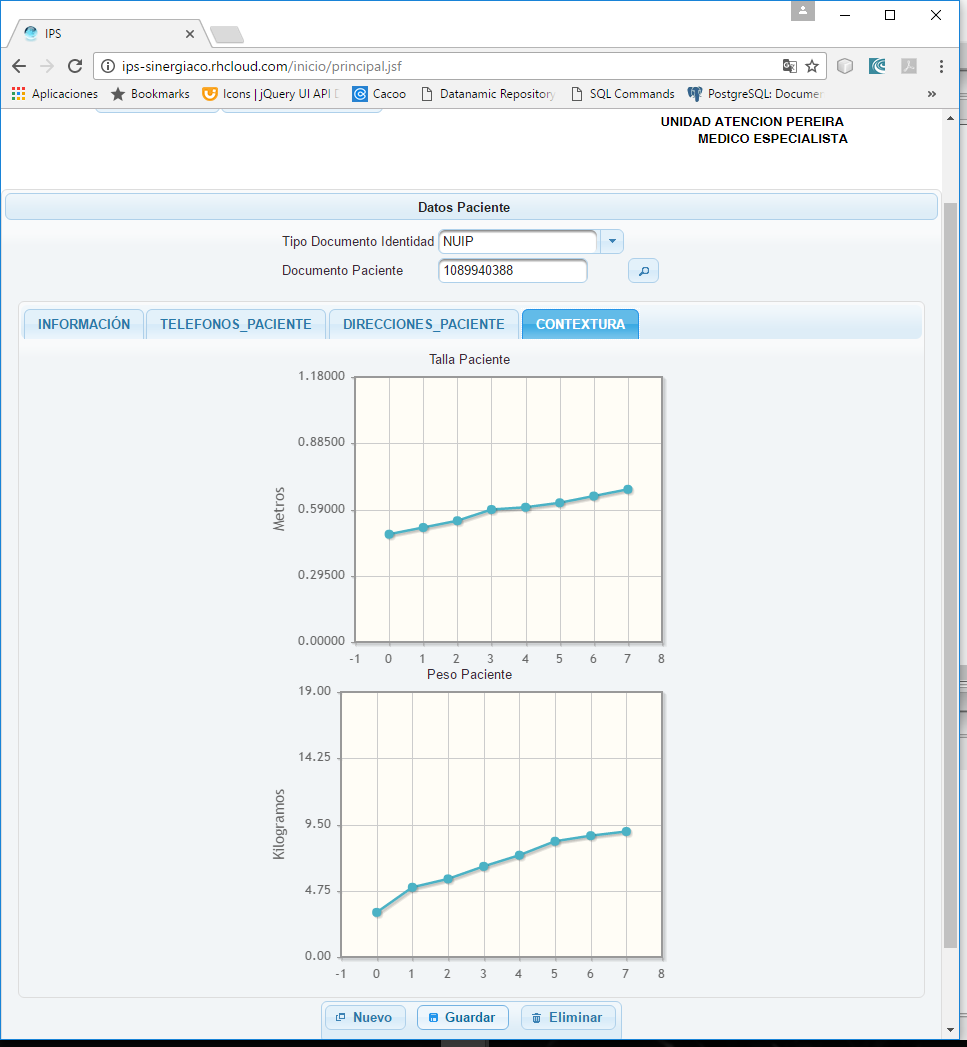 IPS
ips-sinergiaco.rhcloud.com/inicio/principal.jsf
Aplicaciones Bookmarks Icons | jQuery UI API Cacoo Datanamic Repository SQL Commands PostgreSQL: Documen »
UNIDAD ATENCION PEREIRA
MEDICO ESPECIALISTA
Datos Paciente
Tipo Documento Identidad NUIP
Documento Paciente 1089940388
INFORMACIÓN TELEFONOS_PACIENTE DIRECCIONES_PACIENTE CONTEXTURA
Talla Paciente
1.18000
0.88500
0.59000
0.29500
0.00000
Metros
-1 0 1 2 3 4 5 6 7 8
Peso Paciente
19.00
14.25
9.50
4.75
0.00
Kilogramos
-1 0 1 2 3 4 5 6 7 8
Nuevo Guardar Eliminar